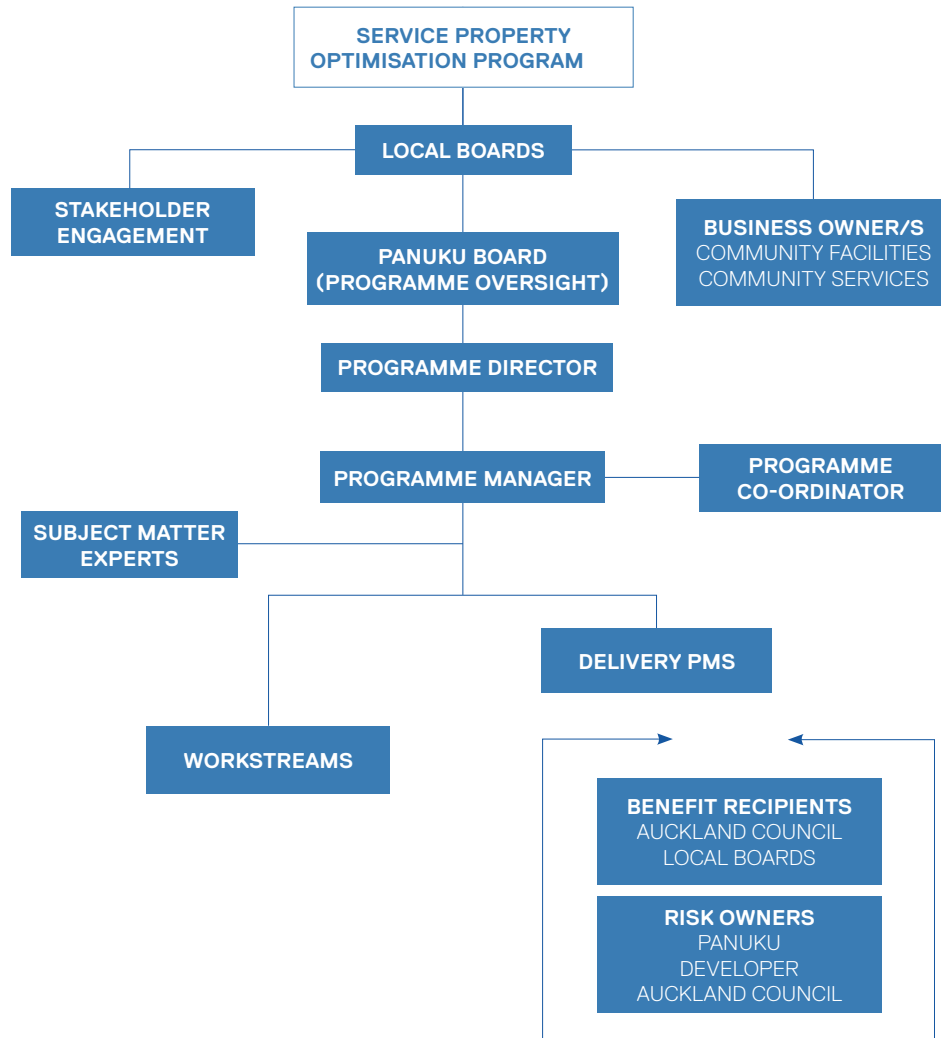 SERVICE PROPERTY
OPTIMISATION PROGRAM
LOCAL BOARDS
STAKEHOLDER
ENGAGEMENT
BUSINESS OWNER/S
COMMUNITY FACILITIES
COMMUNITY SERVICES
PANUKU BOARD
(PROGRAMME OVERSIGHT)
PROGRAMME DIRECTOR
PROGRAMME MANAGER
PROGRAMME
CO-ORDINATOR
SUBJECT MATTER
EXPERTS
DELIVERY PMS
WORKSTREAMS
BENEFIT RECIPIENTS
AUCKLAND COUNCIL
LOCAL BOARDS
RISK OWNERS
PANUKU
DEVELOPER
AUCKLAND COUNCIL